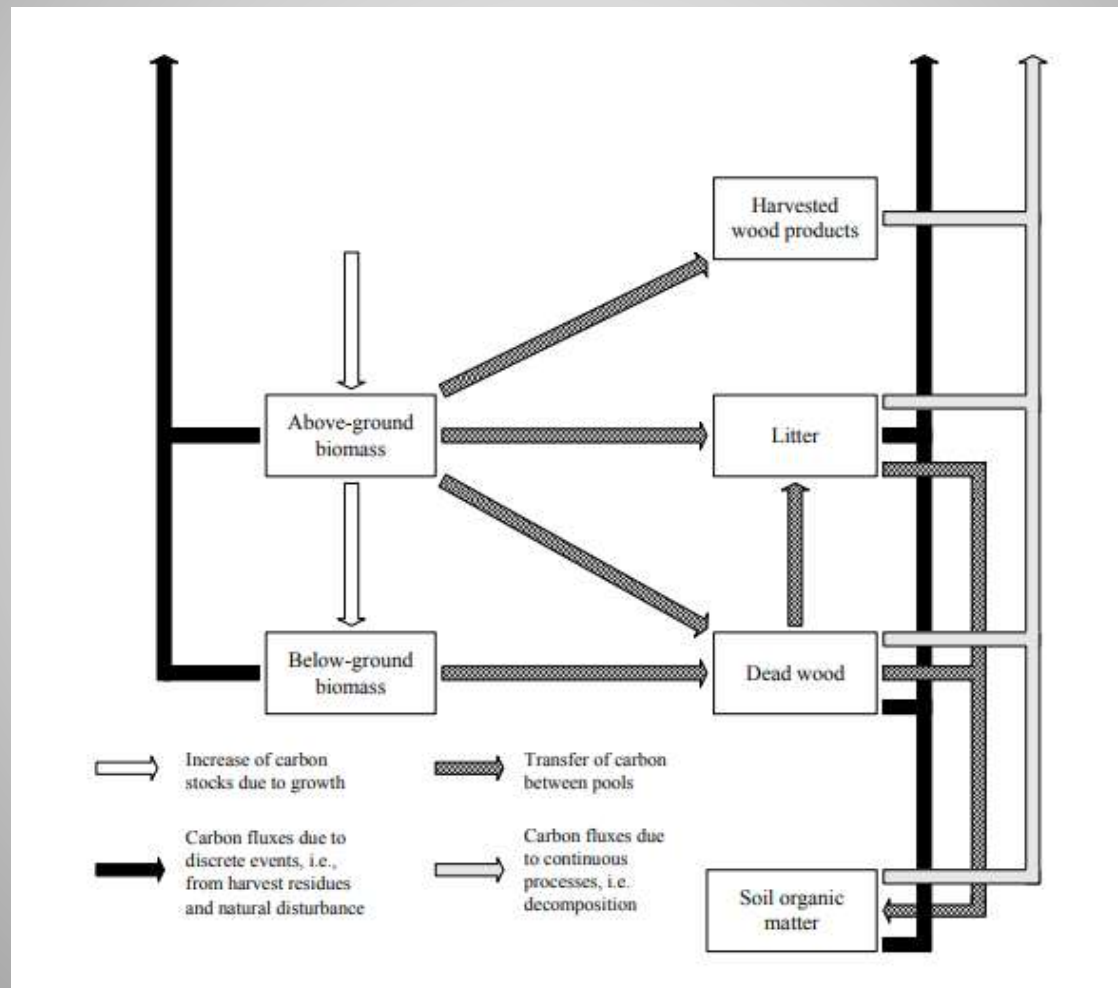 Harvested
wood products
Above-ground
biomass
Litter
Below-ground
biomass
Dead wood
Increase of carbon
stocks due to growth
Transfer of carbon
between pools
Carbon fluxes due to
discrete events, i.e.,
from harvest residues
and natural disturbance
Carbon fluxes due
to continuous
processes, i.e.
decomposition
Soil organic
matter